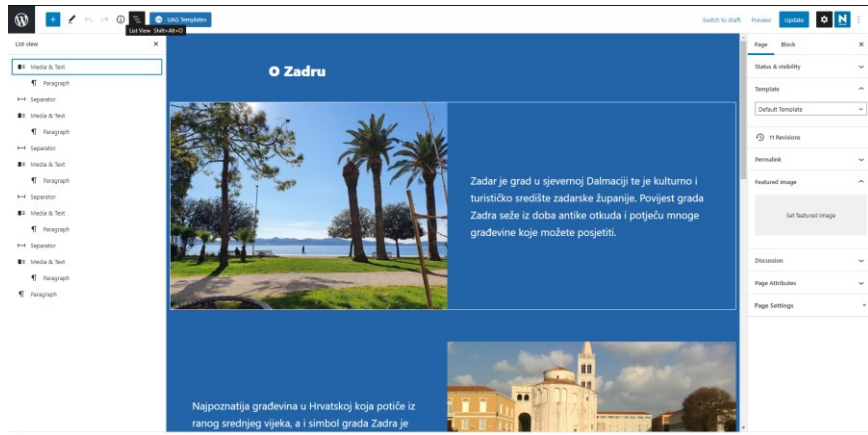 UAG Templates
Switch to draft
Preview
Update
List View Shift+Alt+O
List view
Media & Text
Paragraph
Separator
Media & Text
Paragraph
Separator
Media & Text
Paragraph
Separator
Media & Text
Paragraph
Separator
Media & Text
Paragraph
Paragraph
O Zadru
Zadar je grad u sjevernoj Dalmaciji te je kulturno i
turističko središte zadarske županije. Povijest grada
Zadra seže iz doba antike otkuda i potječu mnoge
građevine koje možete posjetiti.
Najpoznatija građevina u Hrvatskoj koja potiče iz
ranog srednjeg vijeka, a i simbol grada Zadra je
Page Block
Status & visibility
Template
Default Template
11 Revisions
Permalink
Featured image
Set featured image
Discussion
Page Attributes
Page Settings